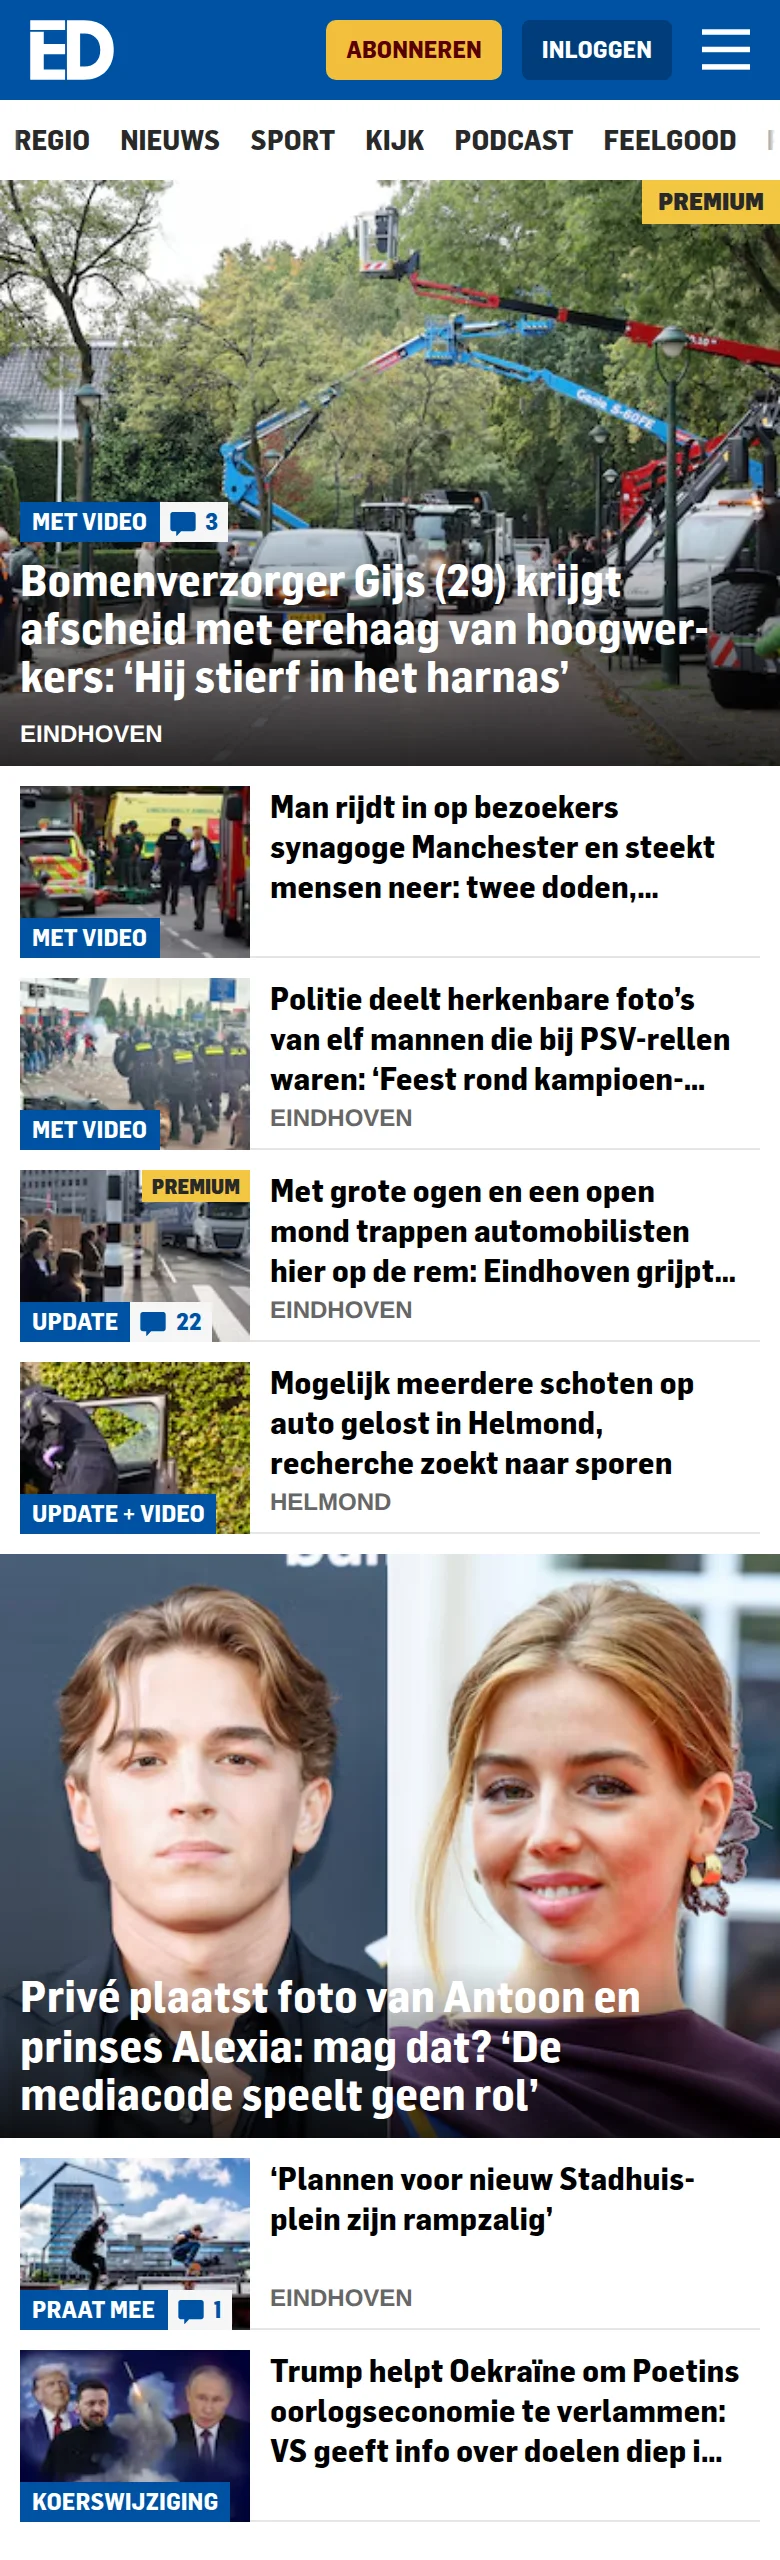 ED
ABONNEREN
INLOGGEN
REGIO NIEUWS SPORT KIJK PODCAST FEELGOOD
PREMIUM
Genie S-60FE
MET VIDEO 3
Bomenverzorger Gijs (29) krijgt
afscheid met erehaag van hoogwer-
kers: ‘Hij stierf in het harnas’
EINDHOVEN
Man rijdt in op bezoekers
synagoge Manchester en steekt
mensen neer: twee doden,...
MET VIDEO
Politie deelt herkenbare foto’s
van elf mannen die bij PSV-rellen
waren: ‘Feest rond kampioen-...
EINDHOVEN
MET VIDEO
PREMIUM
Met grote ogen en een open
mond trappen automobilisten
hier op de rem: Eindhoven grijpt...
EINDHOVEN
UPDATE 22
Mogelijk meerdere schoten op
auto gelost in Helmond,
recherche zoekt naar sporen
HELMOND
UPDATE + VIDEO
Privé plaatst foto van Antoon en
prinses Alexia: mag dat? ‘De
mediacode speelt geen rol’
‘Plannen voor nieuw Stadhuis-
plein zijn rampzalig’
EINDHOVEN
PRAAT MEE 1
Trump helpt Oekraïne om Poetins
oorlogseconomie te verlammen:
VS geeft info over doelen diep i...
KOERSWIJZIGING